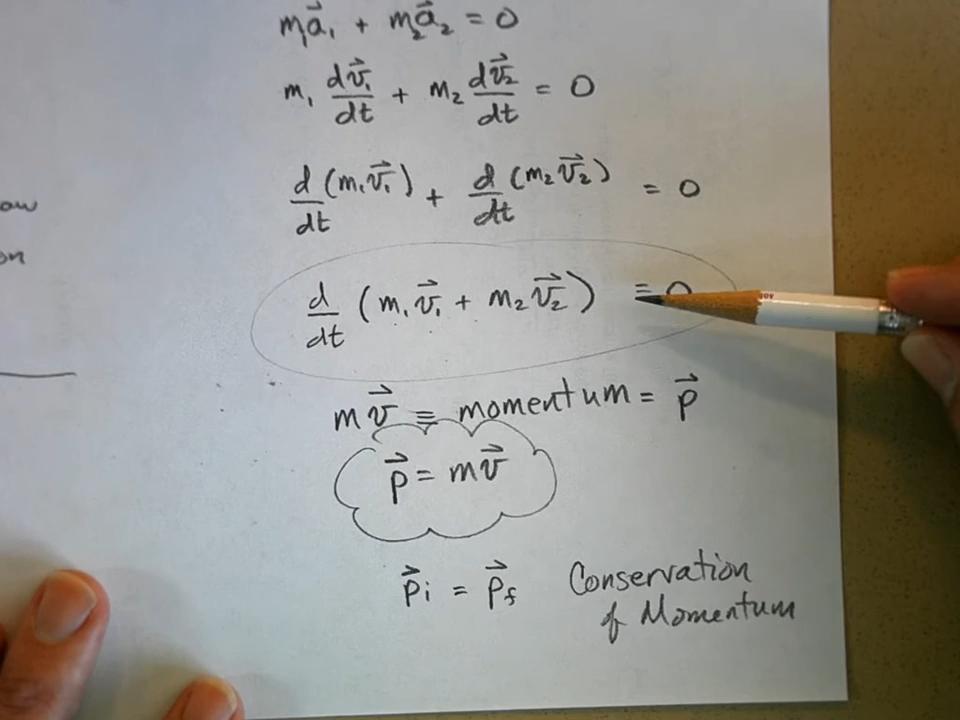 m₁a⃗₁ + m₂a⃗₂ = 0
m₁ dv⃗₁/dt + m₂ dv⃗₂/dt = 0
d/dt (m₁v⃗₁) + d/dt (m₂v⃗₂) = 0
d/dt (m₁v⃗₁ + m₂v⃗₂) = 0
mv⃗ ≡ momentum = p⃗
p⃗ = mv⃗
p⃗i = p⃗f Conservation
of Momentum